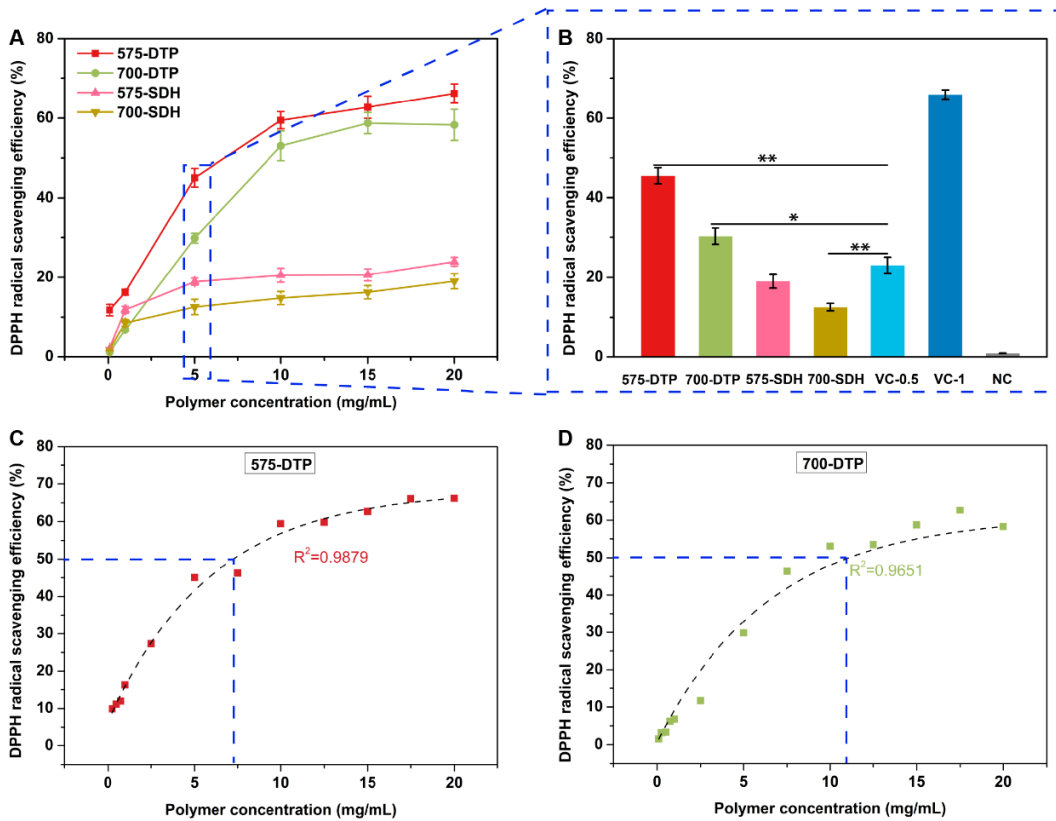 A
DPPH radical scavenging efficiency (%)
80
60
40
20
0
575-DTP
700-DTP
575-SDH
700-SDH
0 5 10 15 20
Polymer concentration (mg/mL)
B
DPPH radical scavenging efficiency (%)
80
60
40
20
0
**
*
**
575-DTP 700-DTP 575-SDH 700-SDH VC-0.5 VC-1 NC
C
DPPH radical scavenging efficiency (%)
80
70
60
50
40
30
20
10
0
575-DTP
R²=0.9879
0 5 10 15 20
Polymer concentration (mg/mL)
D
DPPH radical scavenging efficiency (%)
80
70
60
50
40
30
20
10
0
700-DTP
R²=0.9651
0 5 10 15 20
Polymer concentration (mg/mL)